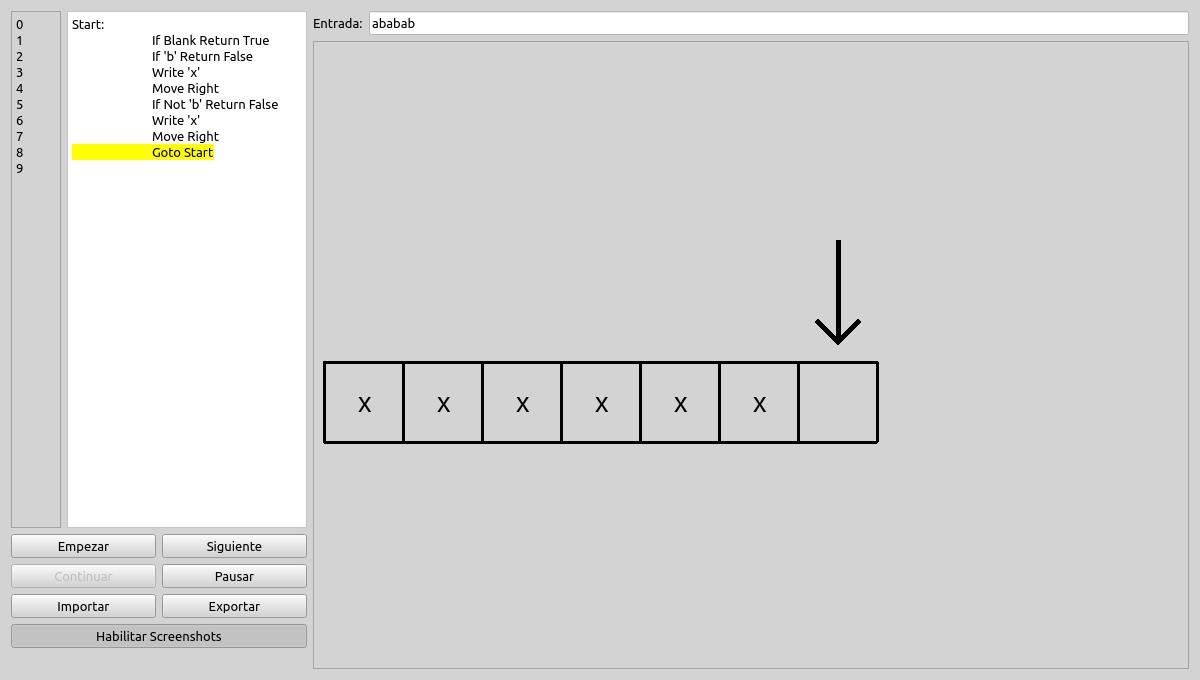 0 Start:
1 If Blank Return True
2 If 'b' Return False
3 Write 'x'
4 Move Right
5 If Not 'b' Return False
6 Write 'x'
7 Move Right
8 Goto Start
9
Empezar Siguiente
Continuar Pausar
Importar Exportar
Habilitar Screenshots
Entrada: ababab
x x x x x x